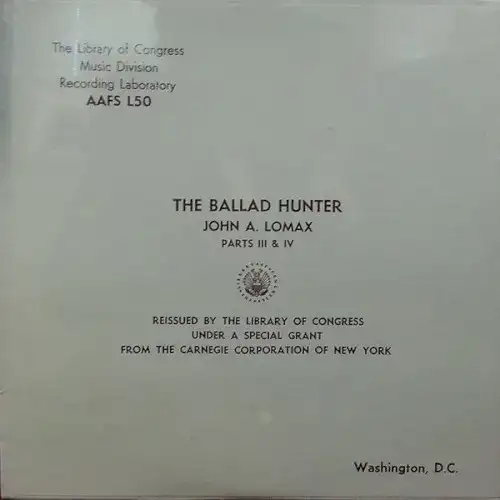 The Library of Congress
Music Division
Recording Laboratory
AAFS L50
THE BALLAD HUNTER
JOHN A. LOMAX
PARTS III & IV
REISSUED BY THE LIBRARY OF CONGRESS
UNDER A SPECIAL GRANT
FROM THE CARNEGIE CORPORATION OF NEW YORK
Washington, D.C.